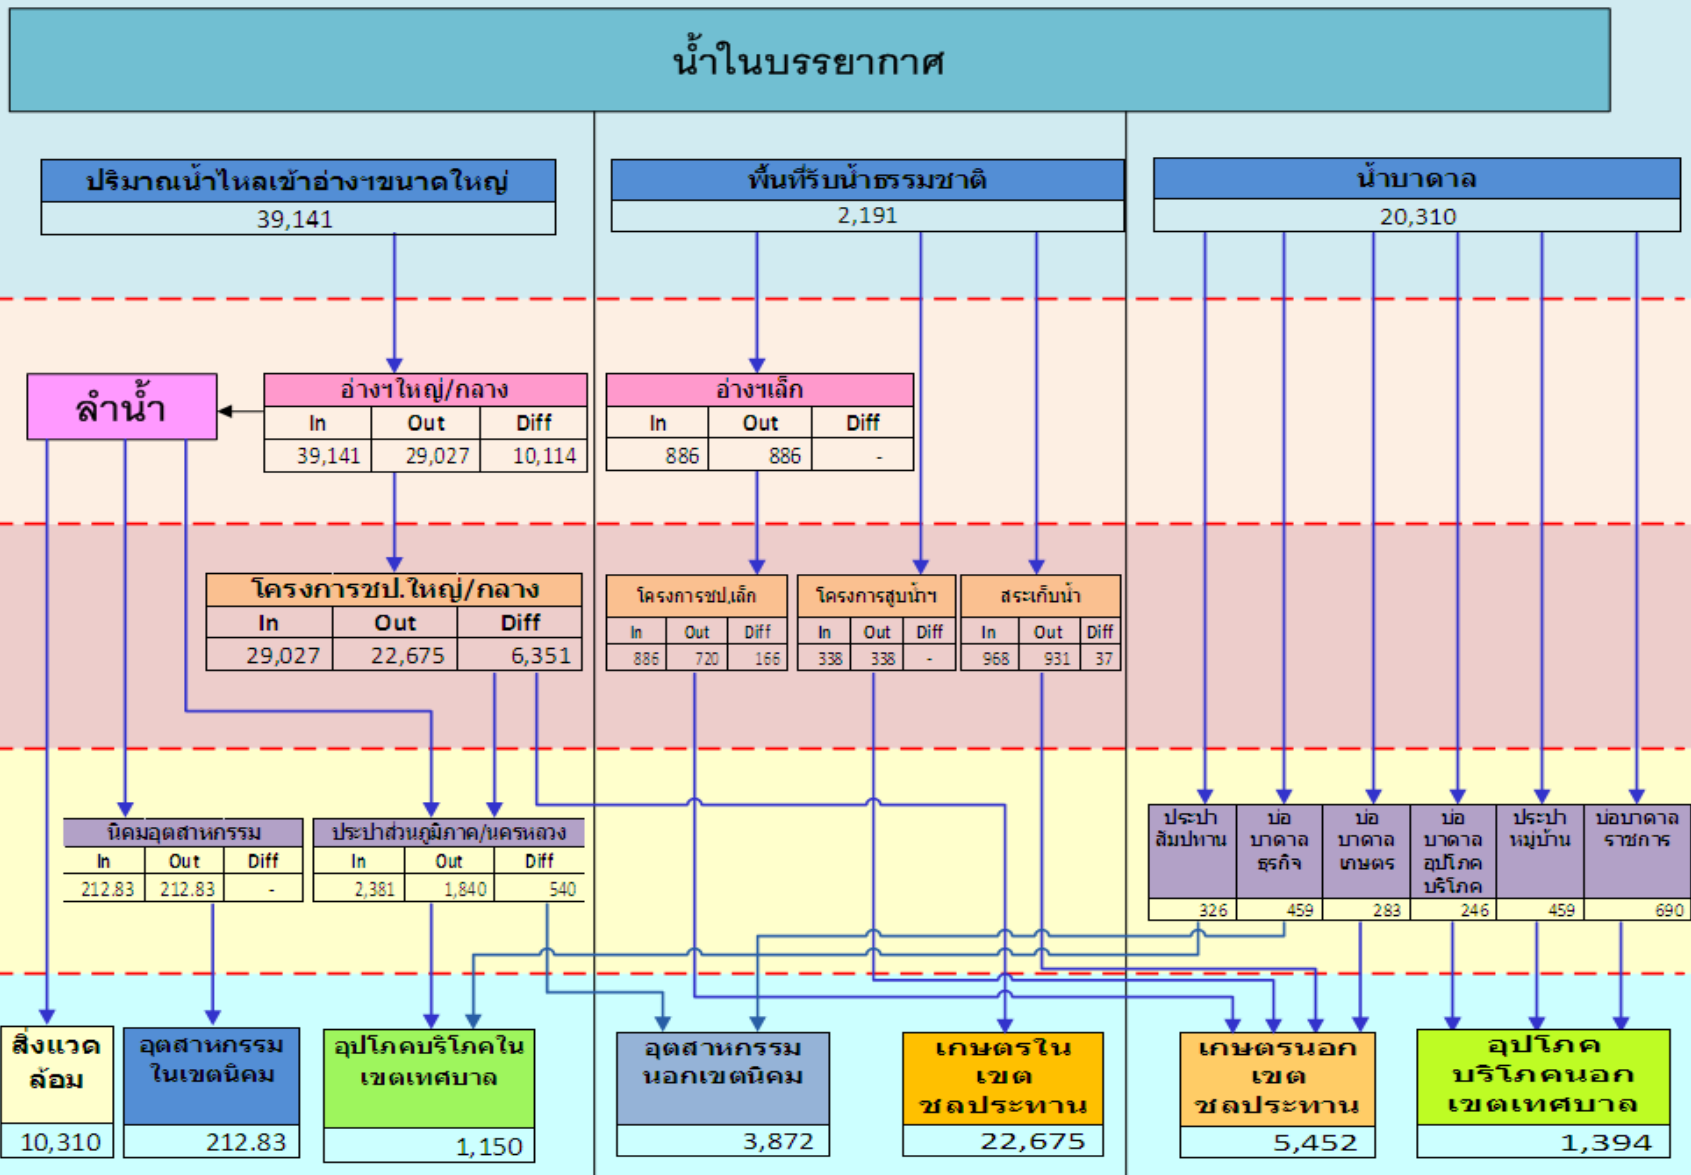 น้ำในบรรยากาศ
ปริมาณน้ำไหลเข้าอ่างฯขนาดใหญ่
39,141
พื้นที่รับน้ำธรรมชาติ
2,191
น้ำบาดาล
20,310
ลำน้ำ
อ่างฯใหญ่/กลาง
In Out Diff
39,141 29,027 10,114
อ่างฯเล็ก
In Out Diff
886 886 -
โครงการชป.ใหญ่/กลาง
In Out Diff
29,027 22,675 6,351
โครงการชป,เล็ก
In Out Diff
886 720 166
โครงการสูบน้ำฯ
In Out Diff
338 338 -
สระเก็บน้ำ
In Out Diff
968 931 37
นิคมอุตสาหกรรม
In Out Diff
212.83 212.83 -
ประปาส่วนภูมิภาค/นครหลวง
In Out Diff
2,381 1,840 540
ประปา
สัมปทาน
326
บ่อ
บาดาล
ธุรกิจ
459
บ่อ
บาดาล
เกษตร
283
บ่อ
บาดาล
อุปโภค
บริโภค
246
ประปา
หมู่บ้าน
459
บ่อบาดาล
ราชการ
690
สิ่งแวด
ล้อม
10,310
อุตสาหกรรม
ในเขตนิคม
212.83
อุปโภคบริโภคใน
เขตเทศบาล
1,150
อุตสาหกรรม
นอกเขตนิคม
3,872
เกษตรใน
เขต
ชลประทาน
22,675
เกษตรนอก
เขต
ชลประทาน
5,452
อุปโภค
บริโภคนอก
เขตเทศบาล
1,394